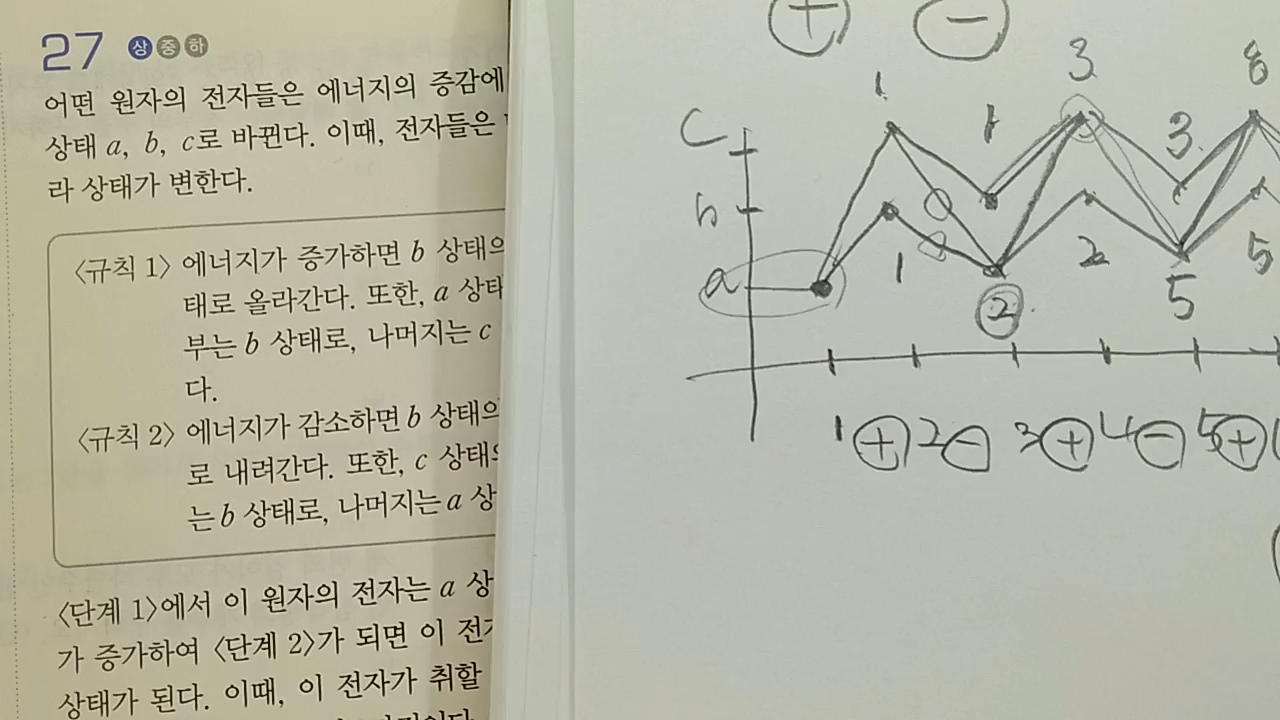 27 상 중 하
어떤 원자의 전자들은 에너지의 증감에
상태 a, b, c로 바뀐다. 이때, 전자들은
라 상태가 변한다.
〈규칙 1〉 에너지가 증가하면 b 상태의
태로 올라간다. 또한, a 상태
부는 b 상태로, 나머지는 c
다.
〈규칙 2〉 에너지가 감소하면 b 상태의
로 내려간다. 또한, c 상태의
는 b 상태로, 나머지는 a 상
〈단계 1〉에서 이 원자의 전자는 a 상
가 증가하여 〈단계 2〉가 되면 이 전자
상태가 된다. 이때, 이 전자가 취할
+ −
3 8
1 1 3
c
b
a 1 2 5
2 5
1 + 2 − 3 + 4 − 5 +